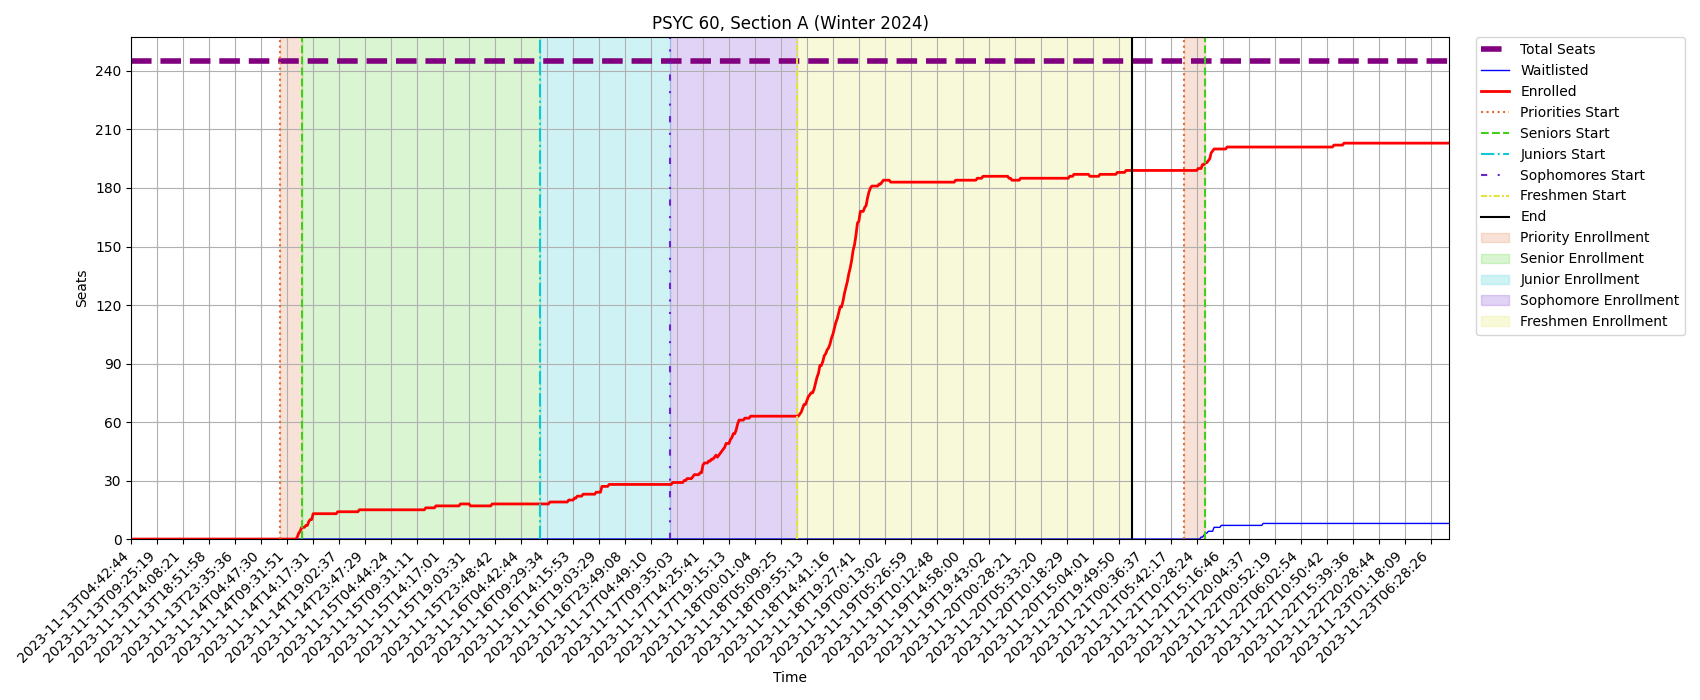 PSYC 60, Section A (Winter 2024)
Total Seats
Waitlisted
Enrolled
Priorities Start
Seniors Start
Juniors Start
Sophomores Start
Freshmen Start
End
Priority Enrollment
Senior Enrollment
Junior Enrollment
Sophomore Enrollment
Freshmen Enrollment
Seats
240
210
180
150
120
90
60
30
0
2023-11-13T04:42:44
2023-11-13T09:25:19
2023-11-13T14:08:21
2023-11-13T18:51:58
2023-11-13T23:35:36
2023-11-14T04:47:30
2023-11-14T09:31:51
2023-11-14T14:17:31
2023-11-14T19:02:37
2023-11-14T23:47:29
2023-11-15T04:44:24
2023-11-15T09:31:11
2023-11-15T14:17:01
2023-11-15T19:03:31
2023-11-15T23:48:42
2023-11-16T04:42:44
2023-11-16T09:29:34
2023-11-16T14:15:53
2023-11-16T19:03:29
2023-11-16T23:49:08
2023-11-17T04:49:10
2023-11-17T09:35:03
2023-11-17T14:25:41
2023-11-17T19:15:13
2023-11-18T00:01:04
2023-11-18T05:09:25
2023-11-18T09:55:13
2023-11-18T14:41:16
2023-11-18T19:27:41
2023-11-19T00:13:02
2023-11-19T05:26:59
2023-11-19T10:12:48
2023-11-19T14:58:00
2023-11-19T19:43:02
2023-11-20T00:28:21
2023-11-20T05:33:20
2023-11-20T10:18:29
2023-11-20T15:04:01
2023-11-20T19:49:50
2023-11-21T00:36:37
2023-11-21T05:42:17
2023-11-21T10:28:24
2023-11-21T15:16:46
2023-11-21T20:04:37
2023-11-22T00:52:19
2023-11-22T06:02:54
2023-11-22T10:50:42
2023-11-22T15:39:36
2023-11-22T20:28:44
2023-11-23T01:18:09
2023-11-23T06:28:26
Time